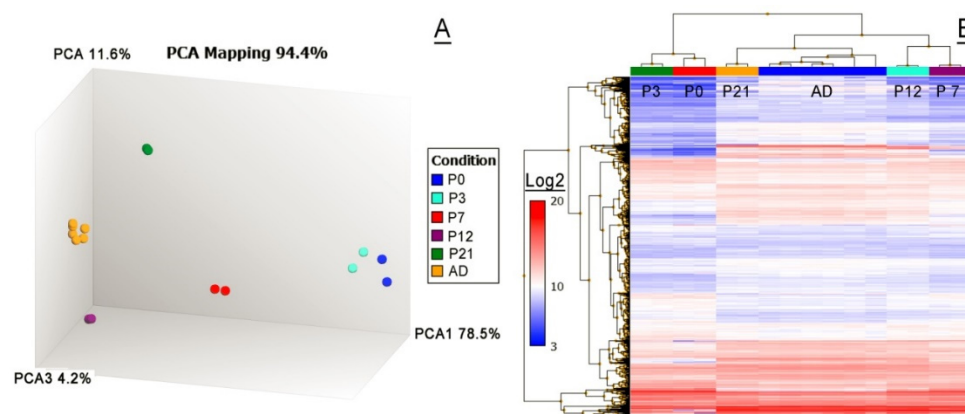 A
PCA 11.6%
PCA Mapping 94.4%
Condition
P0
P3
P7
P12
P21
AD
PCA1 78.5%
PCA3 4.2%
P3 P0 P21 AD P12 P 7
Log2
20
10
3